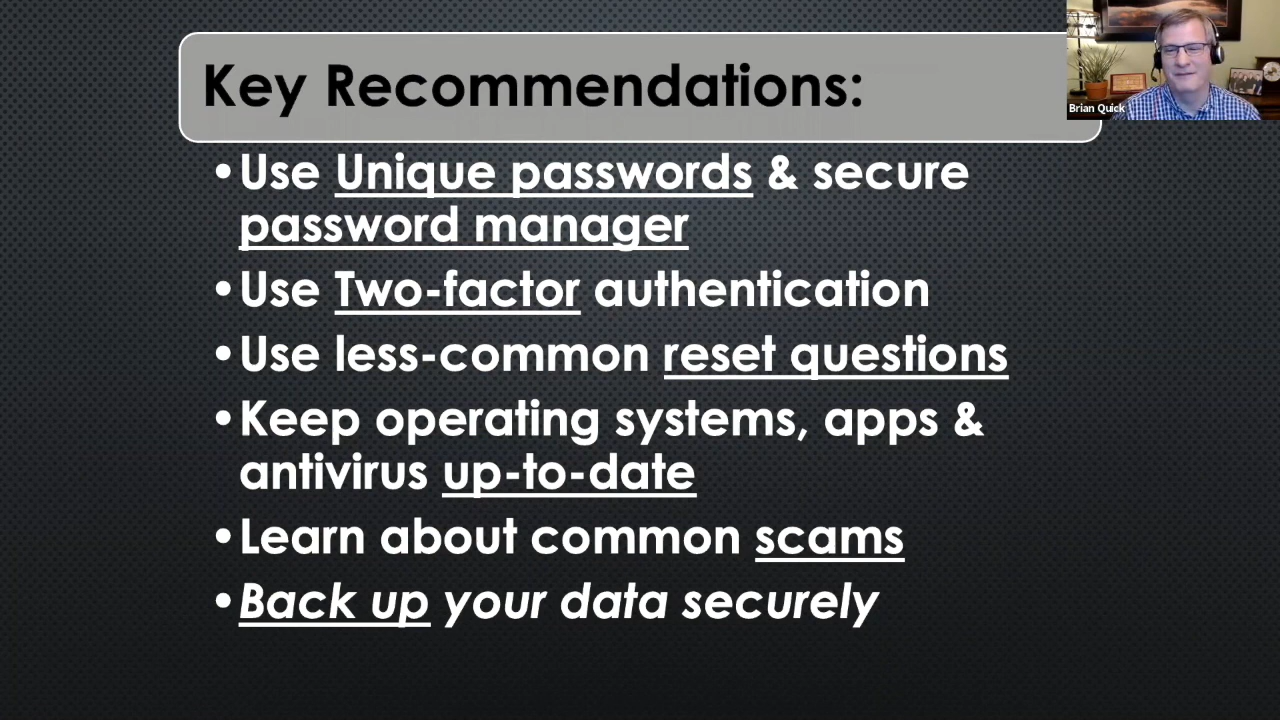 Key Recommendations:
Brian Quick
•Use Unique passwords & secure
password manager
•Use Two-factor authentication
•Use less-common reset questions
•Keep operating systems, apps &
antivirus up-to-date
•Learn about common scams
•Back up your data securely